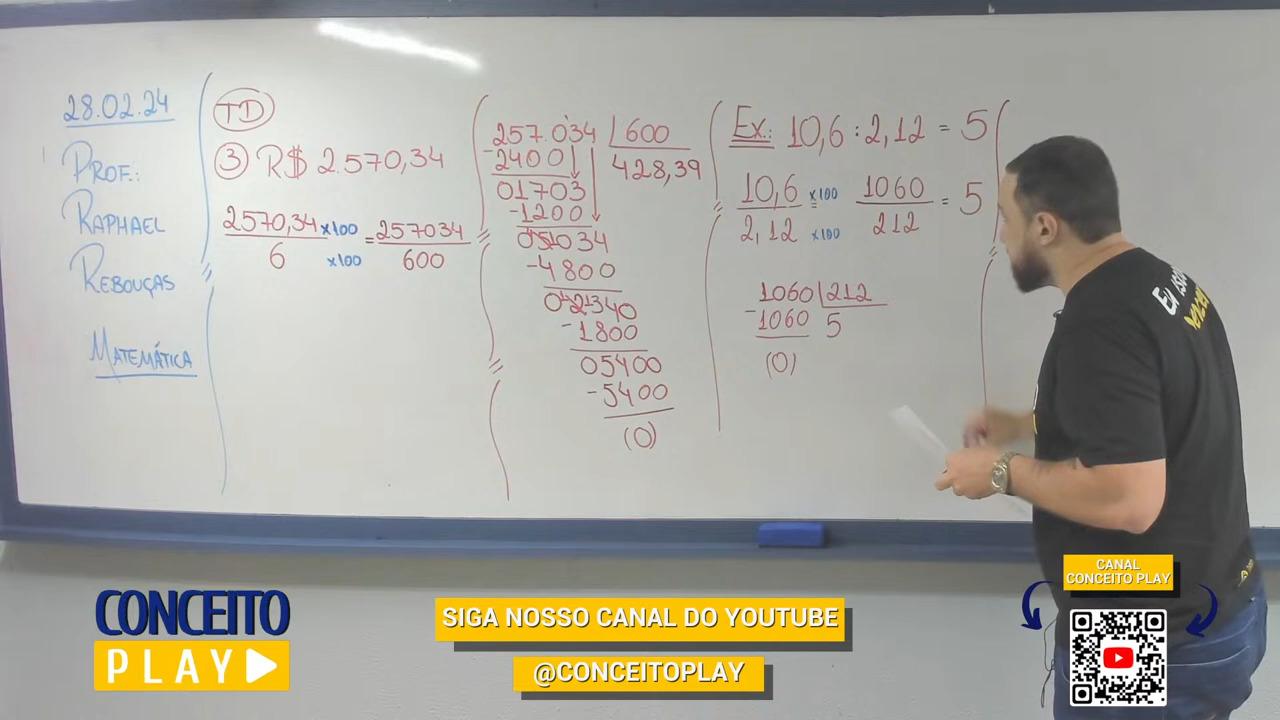 28.02.24
PROF.:
RAPHAEL
REBOUÇAS
MATEMÁTICA
TD
③ R$ 2.570,34
2570,34 x100 = 257034
6 x100 600
257.034 600
-2400 428,39
01703
-1200
051034
-4800
-1800
05400
-5400
(0)
Ex.: 10,6 : 2,12 = 5
10,6 x100 = 1060 = 5
2,12 x100 212
1060 212
-1060 5
(0)
CONCEITO
PLAY
SIGA NOSSO CANAL DO YOUTUBE
@CONCEITOPLAY
CANAL
CONCEITO PLAY